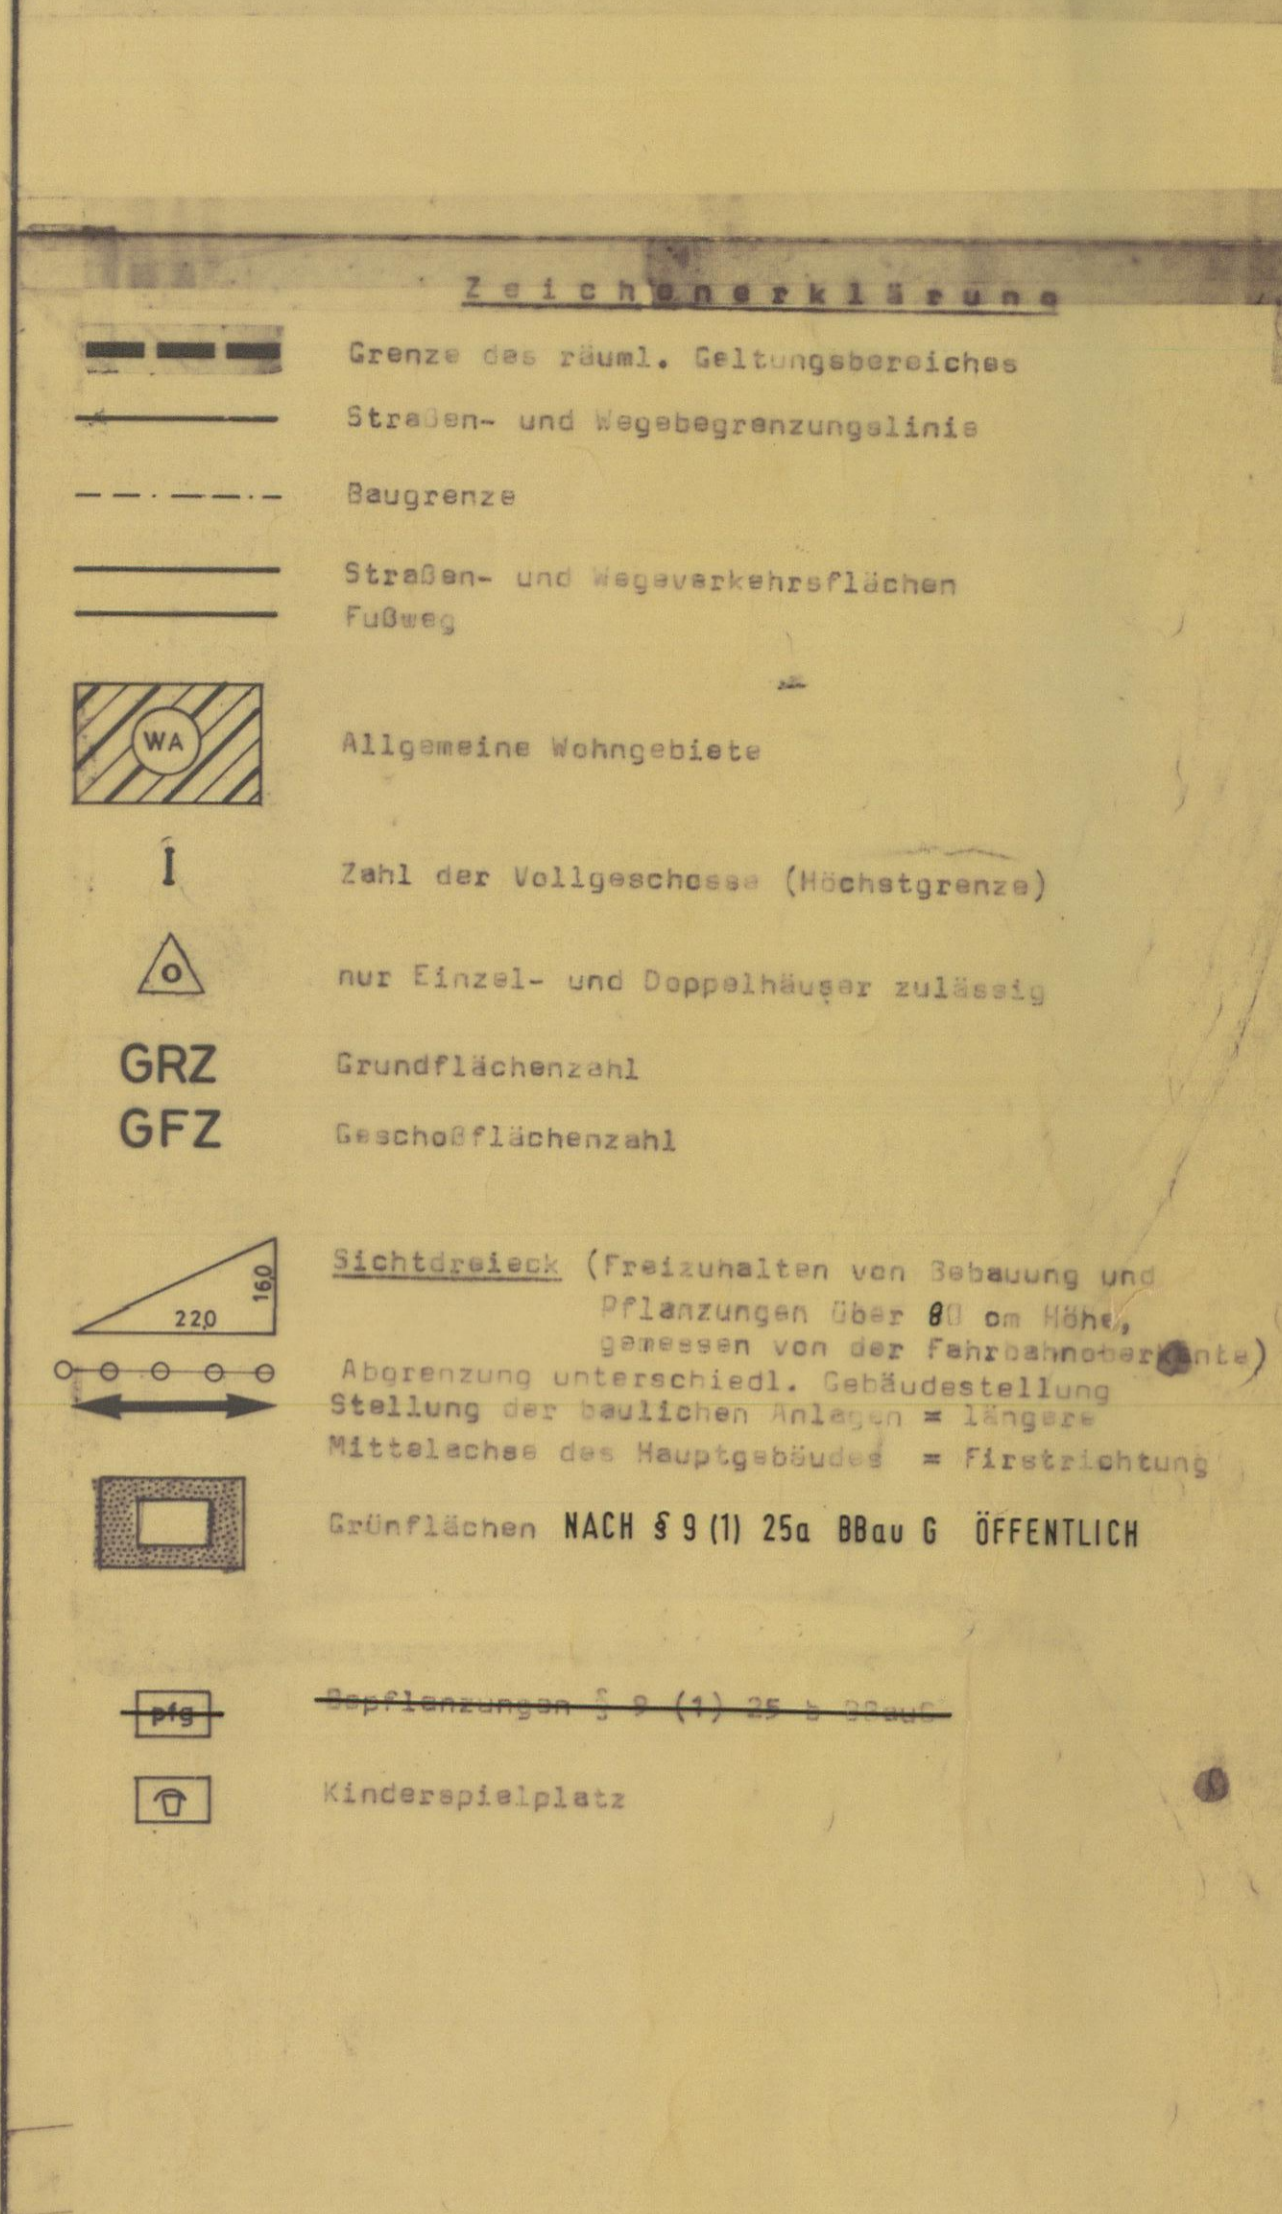 Zeichenerklärung
Grenze des räuml. Geltungsbereiches
Straßen- und Wegebegrenzungslinie
Baugrenze
Straßen- und Wegeverkehrsflächen
Fußweg
WA Allgemeine Wohngebiete
I Zahl der Vollgeschosse (Höchstgrenze)
o nur Einzel- und Doppelhäuser zulässig
GRZ Grundflächenzahl
GFZ Geschoßflächenzahl
22,0 16,0 Sichtdreieck (Freizuhalten von Bebauung und
Pflanzungen über 80 cm Höhe,
gemessen von der Fahrbahnoberkante)
Abgrenzung unterschiedl. Gebäudestellung
Stellung der baulichen Anlagen = längere
Mittelachse des Hauptgebäudes = Firstrichtung
Grünflächen NACH § 9 (1) 25a BBau G ÖFFENTLICH
pfg Bepflanzungen § 9 (1) 25 b BBauG
Kinderspielplatz